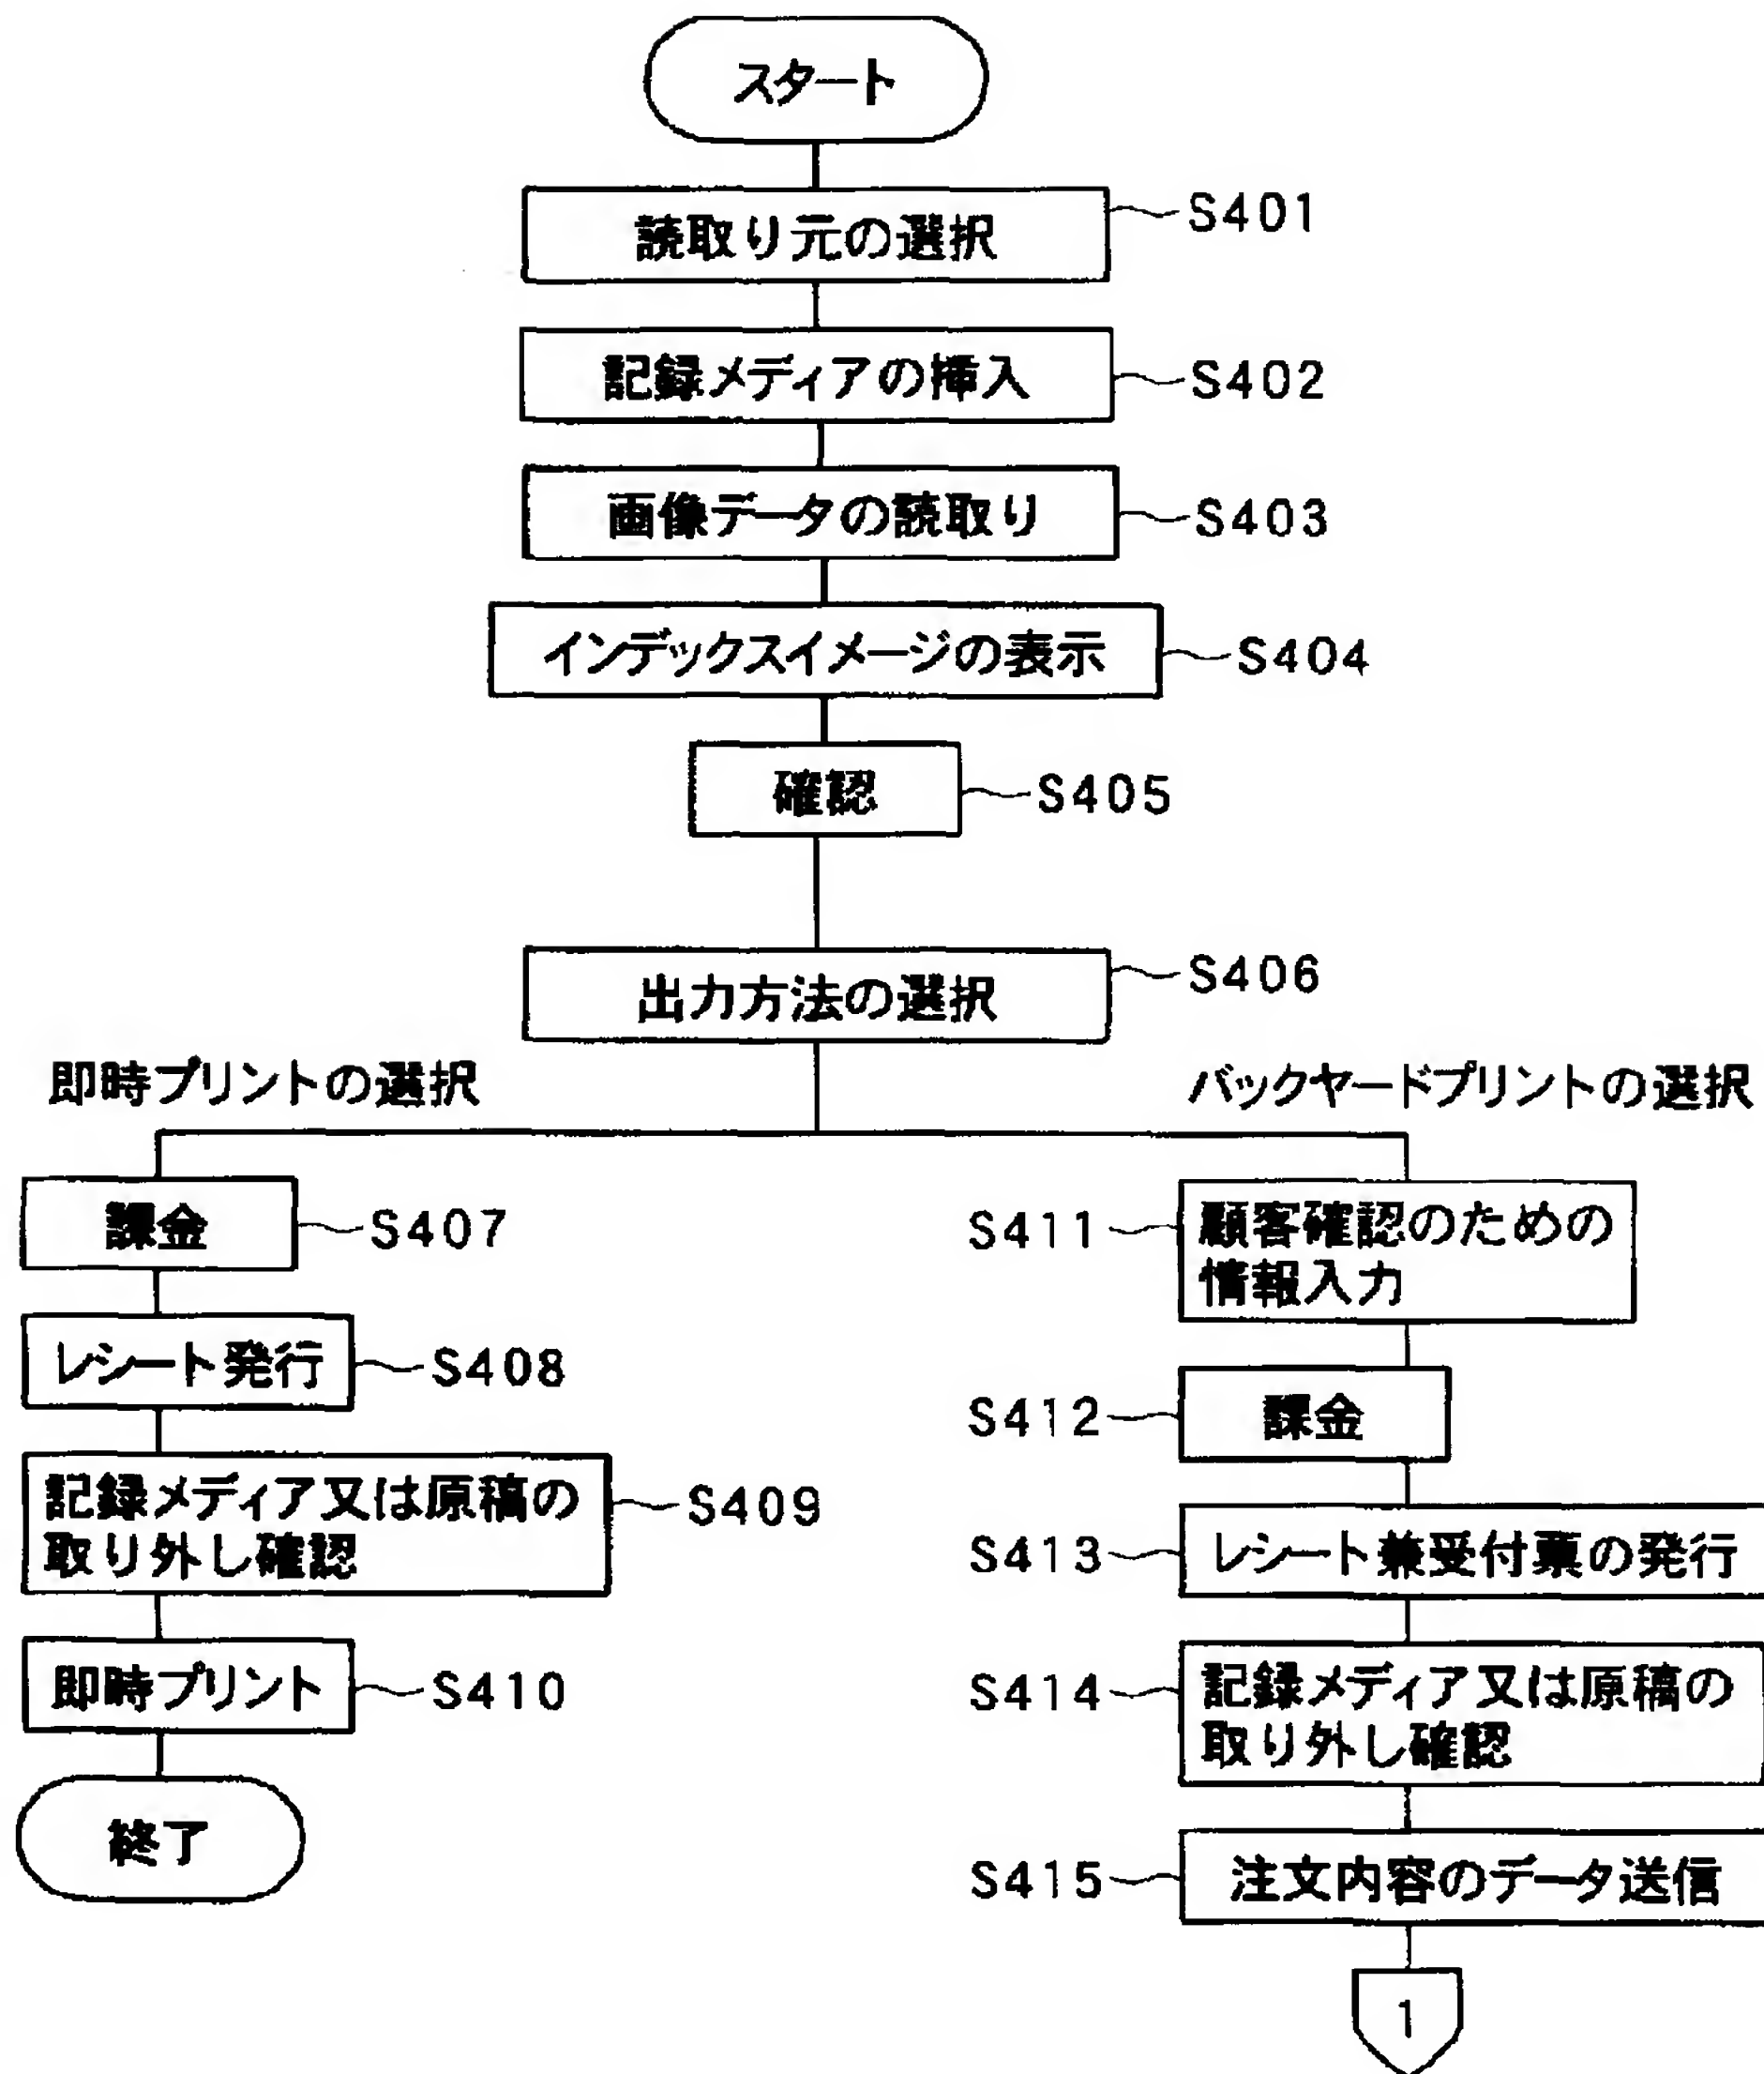 スタート
読取り元の選択
S401
記録メディアの挿入
S402
画像データの読取り
S403
インデックスイメージの表示
S404
確認
S405
出力方法の選択
S406
即時プリントの選択
課金
S407
レシート発行
S408
記録メディア又は原稿の
取り外し確認
S409
即時プリント
S410
終了
バックヤードプリントの選択
S411
顧客確認のための
情報入力
S412
課金
S413
レシート兼受付票の発行
S414
記録メディア又は原稿の
取り外し確認
S415
注文内容のデータ送信
1